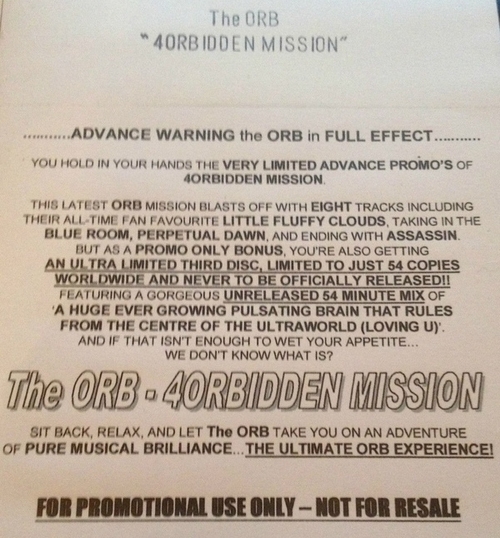 The ORB
"4ORBIDDEN MISSION"
...........ADVANCE WARNING the ORB in FULL EFFECT...........
YOU HOLD IN YOUR HANDS THE VERY LIMITED ADVANCE PROMO'S OF
4ORBIDDEN MISSION.
THIS LATEST ORB MISSION BLASTS OFF WITH EIGHT TRACKS INCLUDING
THEIR ALL-TIME FAN FAVOURITE LITTLE FLUFFY CLOUDS, TAKING IN THE
BLUE ROOM, PERPETUAL DAWN, AND ENDING WITH ASSASSIN.
BUT AS A PROMO ONLY BONUS, YOU'RE ALSO GETTING
AN ULTRA LIMITED THIRD DISC, LIMITED TO JUST 54 COPIES
WORLDWIDE AND NEVER TO BE OFFICIALLY RELEASED!!
FEATURING A GORGEOUS UNRELEASED 54 MINUTE MIX OF
'A HUGE EVER GROWING PULSATING BRAIN THAT RULES
FROM THE CENTRE OF THE ULTRAWORLD (LOVING U)'.
AND IF THAT ISN'T ENOUGH TO WET YOUR APPETITE...
WE DON'T KNOW WHAT IS?
The ORB - 4ORBIDDEN MISSION
SIT BACK, RELAX, AND LET The ORB TAKE YOU ON AN ADVENTURE
OF PURE MUSICAL BRILLIANCE...THE ULTIMATE ORB EXPERIENCE!
FOR PROMOTIONAL USE ONLY – NOT FOR RESALE